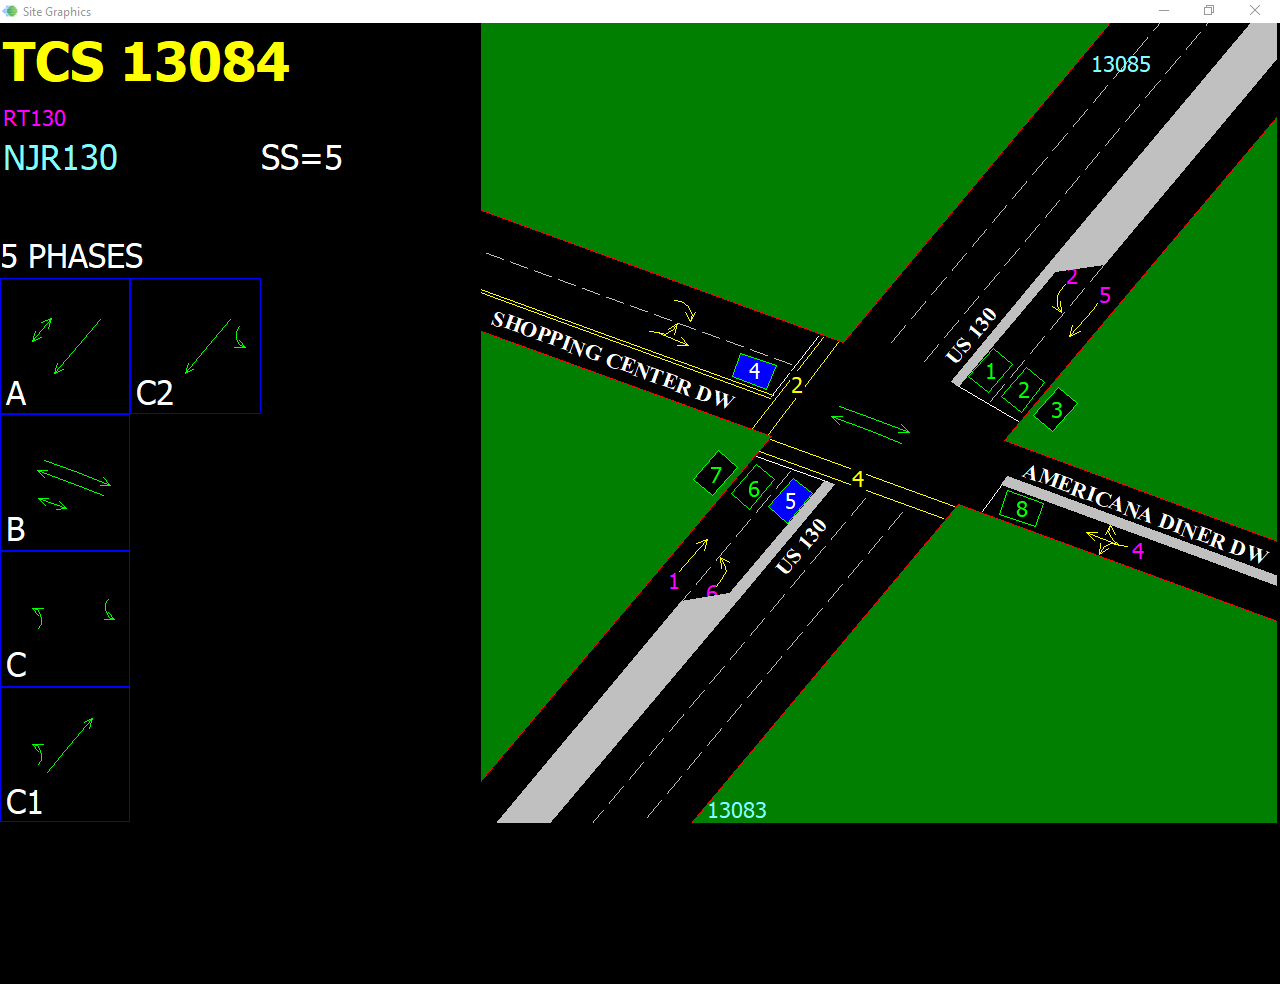 Site Graphics
TCS 13084
RT130
NJR130
SS=5
5 PHASES
A
C2
B
C
C1
13085
2
5
US 130
SHOPPING CENTER DW
4
2
1
2
3
7
6
5
4
8
AMERICANA DINER DW
4
US 130
1
6
13083